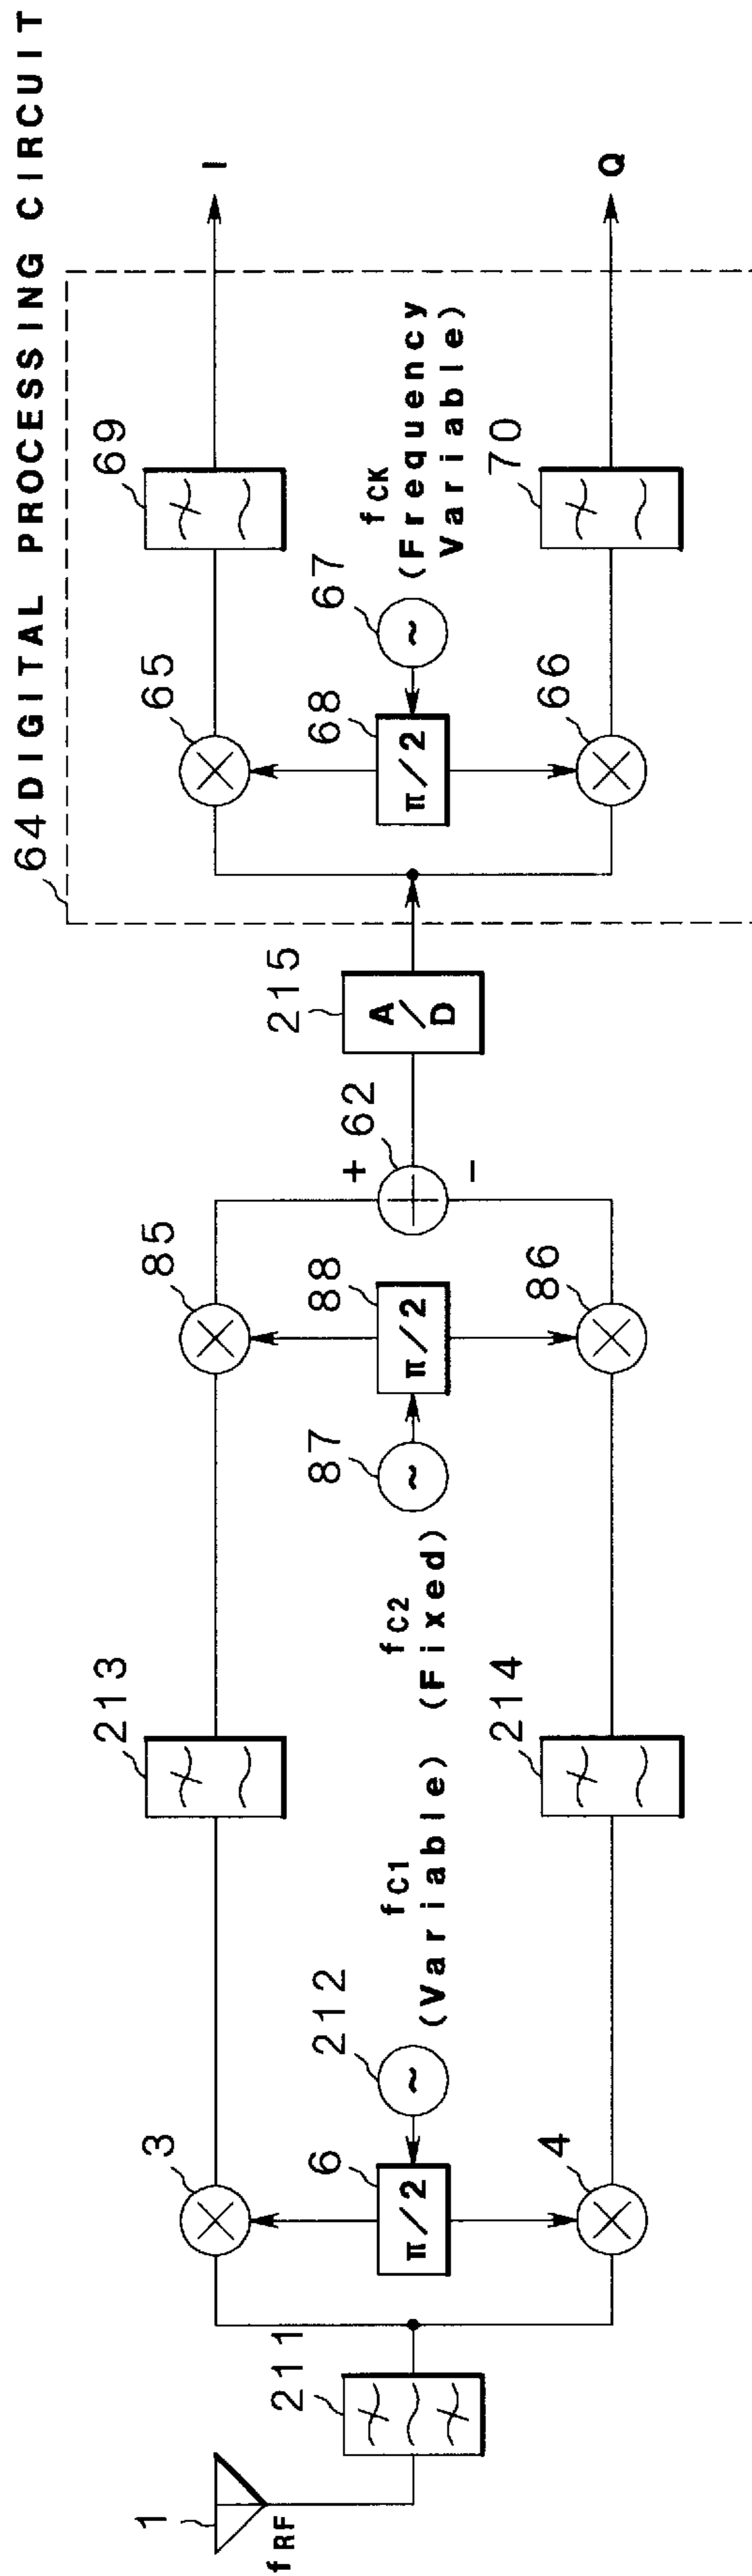 64 DIGITAL PROCESSING CIRCUIT
1
f RF
211
3
6
π/2
4
212
~
fC1
(Variable)
213
214
fC2
(Fixed)
87
~
85
88
π/2
86
+
62
−
215
A/D
65
68
π/2
66
67
~
fCK
(Frequency
Variable)
69
70
I
Q